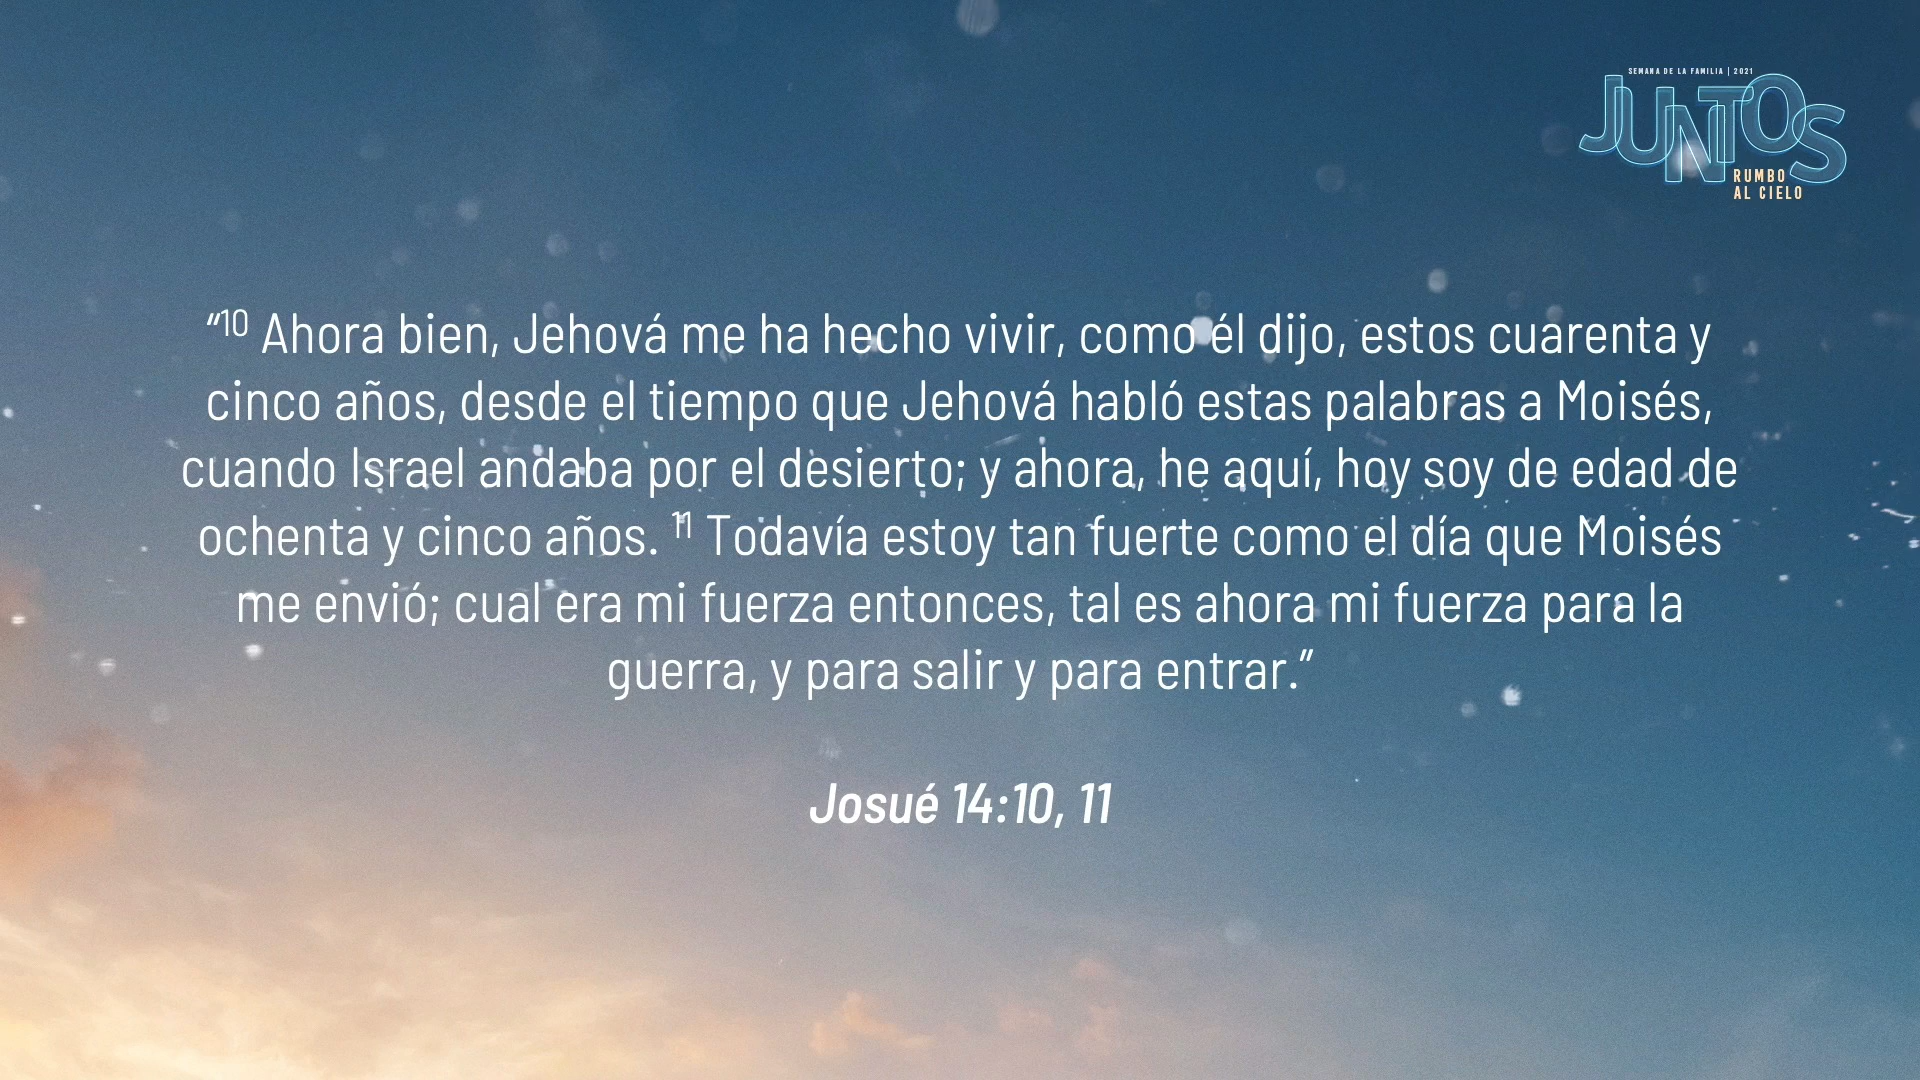 SEMANA DE LA FAMILIA | 2021
JUNTOS
RUMBO
AL CIELO
“10 Ahora bien, Jehová me ha hecho vivir, como él dijo, estos cuarenta y
cinco años, desde el tiempo que Jehová habló estas palabras a Moisés,
cuando Israel andaba por el desierto; y ahora, he aquí, hoy soy de edad de
ochenta y cinco años. 11 Todavía estoy tan fuerte como el día que Moisés
me envió; cual era mi fuerza entonces, tal es ahora mi fuerza para la
guerra, y para salir y para entrar.”
Josué 14:10, 11